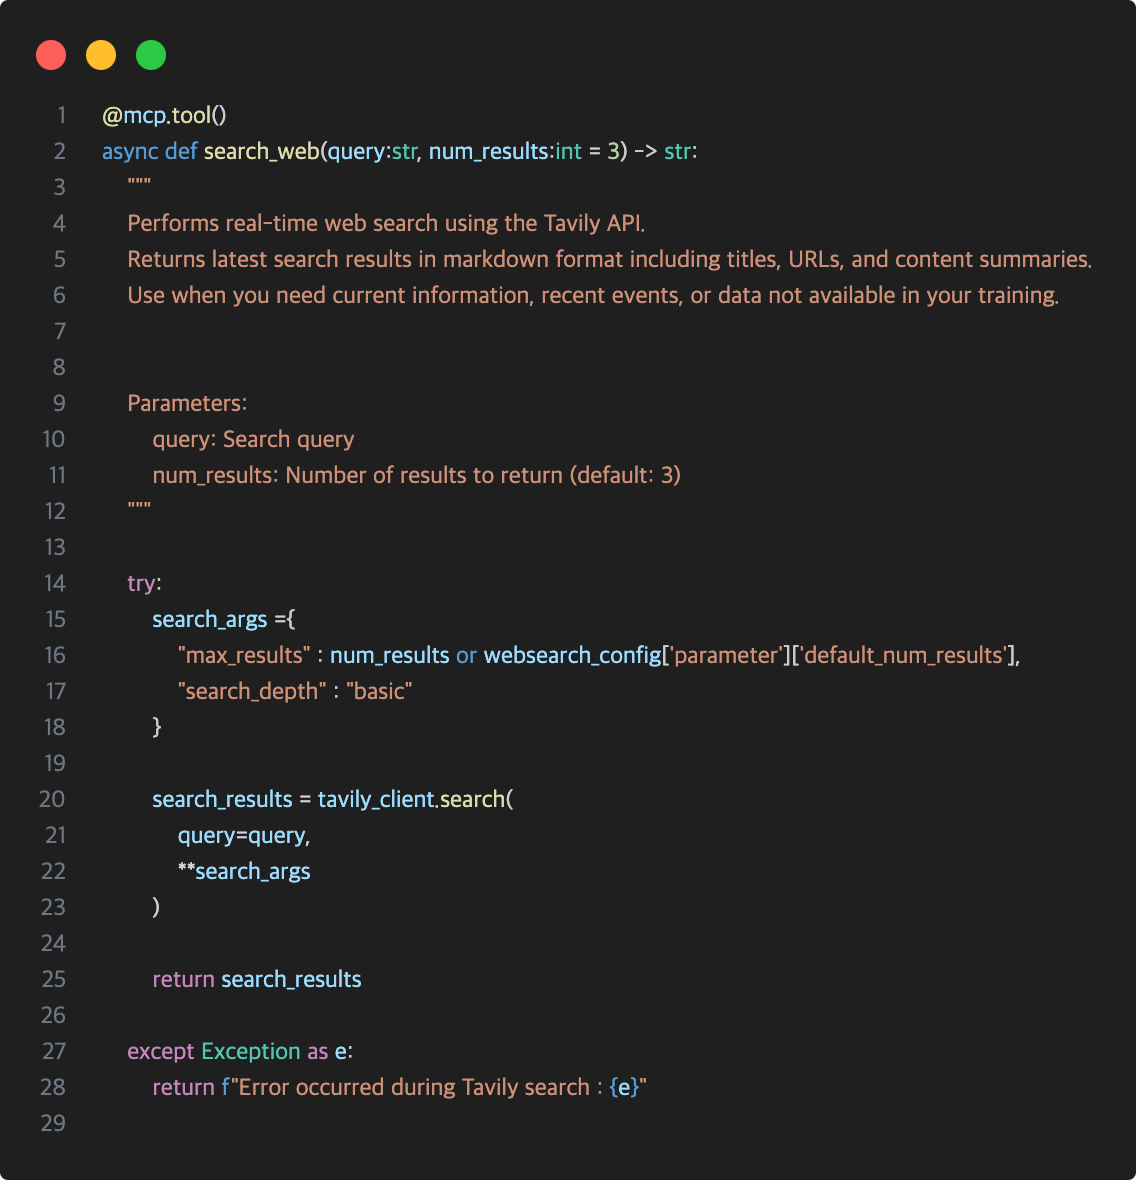 1 @mcp.tool()
2 async def search_web(query:str, num_results:int = 3) -> str:
3 """
4 Performs real-time web search using the Tavily API.
5 Returns latest search results in markdown format including titles, URLs, and content summaries.
6 Use when you need current information, recent events, or data not available in your training.
7
8
9 Parameters:
10 query: Search query
11 num_results: Number of results to return (default: 3)
12 """
13
14 try:
15 search_args ={
16 "max_results" : num_results or websearch_config['parameter']['default_num_results'],
17 "search_depth" : "basic"
18 }
19
20 search_results = tavily_client.search(
21 query=query,
22 **search_args
23 )
24
25 return search_results
26
27 except Exception as e:
28 return f"Error occurred during Tavily search : {e}"
29